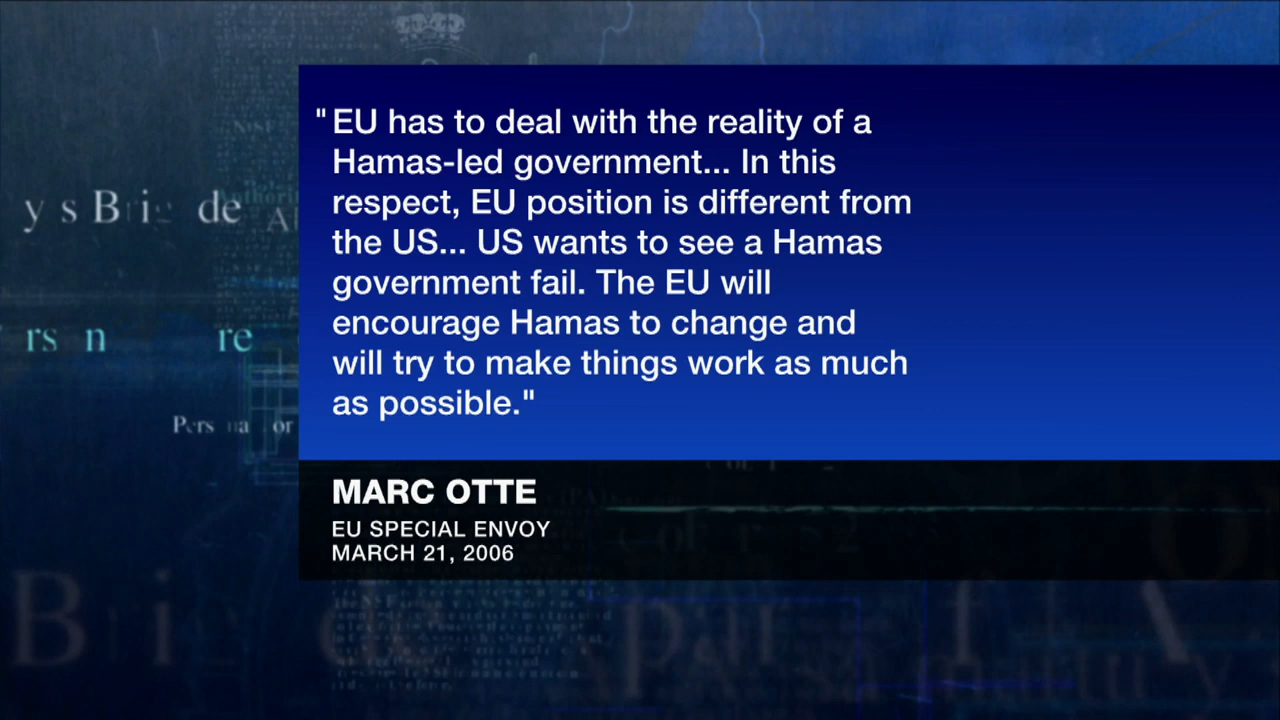 "EU has to deal with the reality of a
Hamas-led government... In this
respect, EU position is different from
the US... US wants to see a Hamas
government fail. The EU will
encourage Hamas to change and
will try to make things work as much
as possible."
MARC OTTE
EU SPECIAL ENVOY
MARCH 21, 2006